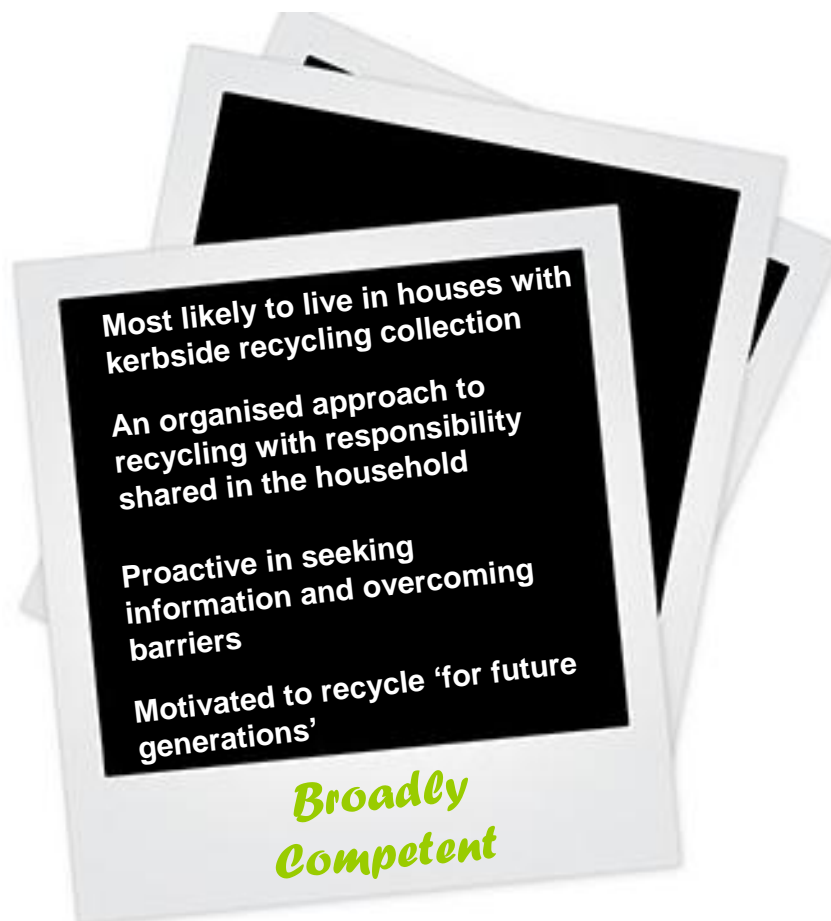 Most likely to live in houses with
kerbside recycling collection
An organised approach to
recycling with responsibility
shared in the household
Proactive in seeking
information and overcoming
barriers
Motivated to recycle ‘for future
generations’
Broadly
Competent